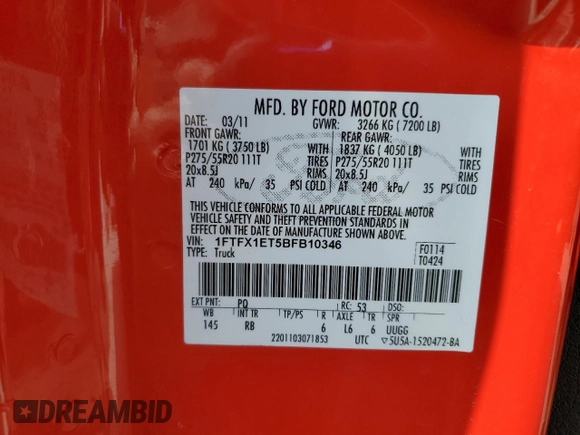 MFD. BY FORD MOTOR CO.
DATE: 03/11 GVWR: 3266 KG ( 7200 LB)
FRONT GAWR: REAR GAWR:
1701 KG ( 3750 LB) WITH 1837 KG ( 4050 LB) WITH
P275/55R20 111T TIRES P275/55R20 111T TIRES
20x8.5J RIMS 20x8.5J RIMS
AT 240 kPa/ 35 PSI COLD AT 240 kPa/ 35 PSI COLD
THIS VEHICLE CONFORMS TO ALL APPLICABLE FEDERAL MOTOR
VEHICLE SAFETY AND THEFT PREVENTION STANDARDS IN
EFFECT ON THE DATE OF MANUFACTURE SHOWN ABOVE.
VIN: 1FTFX1ET5BFB10346 F0114
TYPE: Truck T0424
EXT PNT: PQ RC: 53 DSO:
WB INT TR TP/PS R AXLE TR SPR
145 RB 6 L6 6 UUGG
2201103071853 UTC 5U5A-1520472-BA
DREAMBID